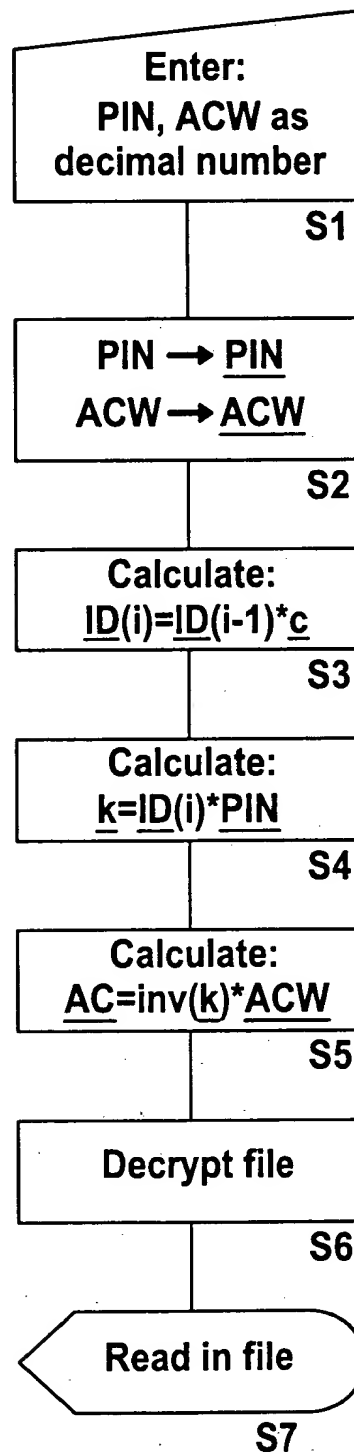 Enter:
PIN, ACW as
decimal number
S1
PIN → PIN
ACW → ACW
S2
Calculate:
ID(i)=ID(i-1)*c
S3
Calculate:
k=ID(i)*PIN
S4
Calculate:
AC=inv(k)*ACW
S5
Decrypt file
S6
Read in file
S7